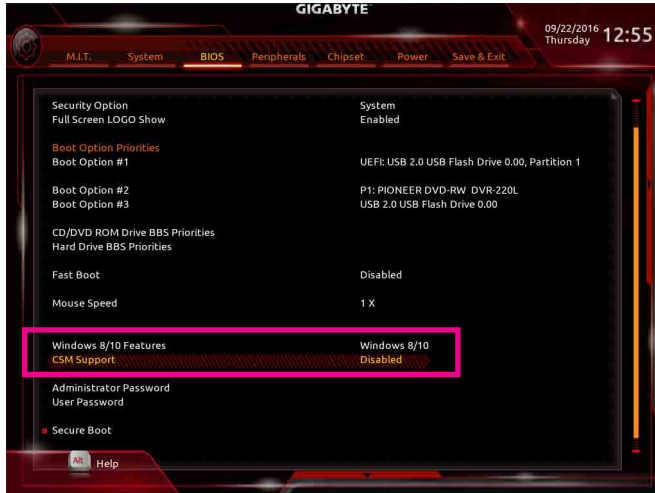 GIGABYTE
09/22/2016 Thursday 12:55
M.I.T. System BIOS Peripherals Chipset Power Save & Exit
Security Option System
Full Screen LOGO Show Enabled
Boot Option Priorities
Boot Option #1 UEFI: USB 2.0 USB Flash Drive 0.00, Partition 1
Boot Option #2 P1: PIONEER DVD-RW DVR-220L
Boot Option #3 USB 2.0 USB Flash Drive 0.00
CD/DVD ROM Drive BBS Priorities
Hard Drive BBS Priorities
Fast Boot Disabled
Mouse Speed 1 X
Windows 8/10 Features Windows 8/10
CSM Support Disabled
Administrator Password
User Password
Secure Boot
Alt Help